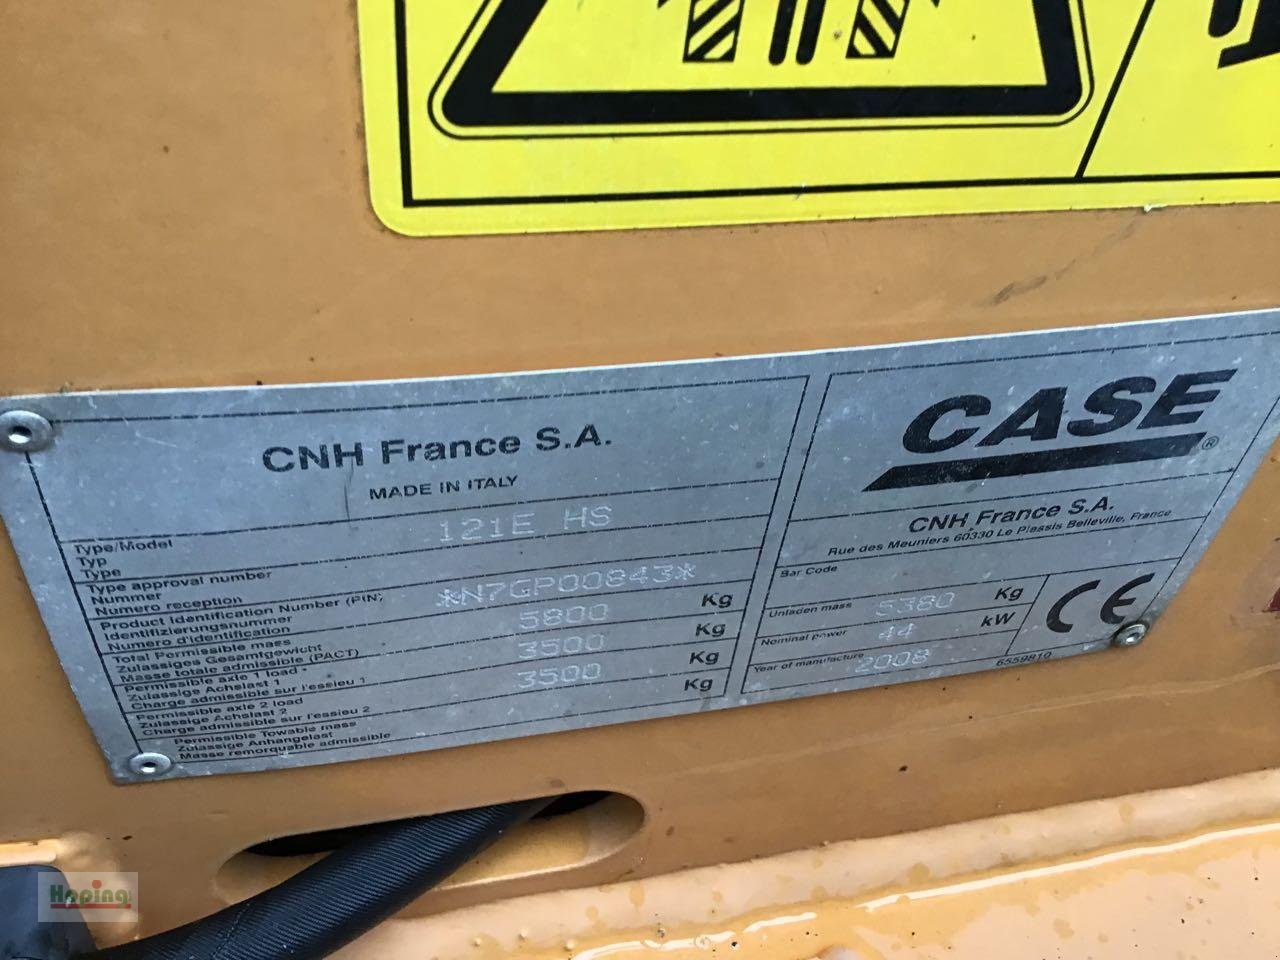 CNH France S.A.
MADE IN ITALY
Type/Model 121E HS
Typ
Type
Type approval number
Nummer
Numero reception
Product Identification Number (PIN) *N7GP00843*
Identifizierungsnummer
Numero d'identification
Total Permissible mass 5800 Kg
Zulassiges Gesamtgewicht
Masse totale admissible (PACT)
Permissible axle 1 load 3500 Kg
Zulassige Achslast 1
Charge admissible sur l'essieu 1
Permissible axle 2 load 3500 Kg
Zulassige Achslast 2
Charge admissible sur l'essieu 2
Permissible Towable mass Kg
Zulassige Anhangelast
Masse remorquable admissible
CASE®
CNH France S.A.
Rue des Meuniers 60330 Le Plessis Belleville, France
Bar Code
Unladen mass 5380 Kg
Nominal power 44 kW
Year of manufacture 2008
CE
6559810
Hoping